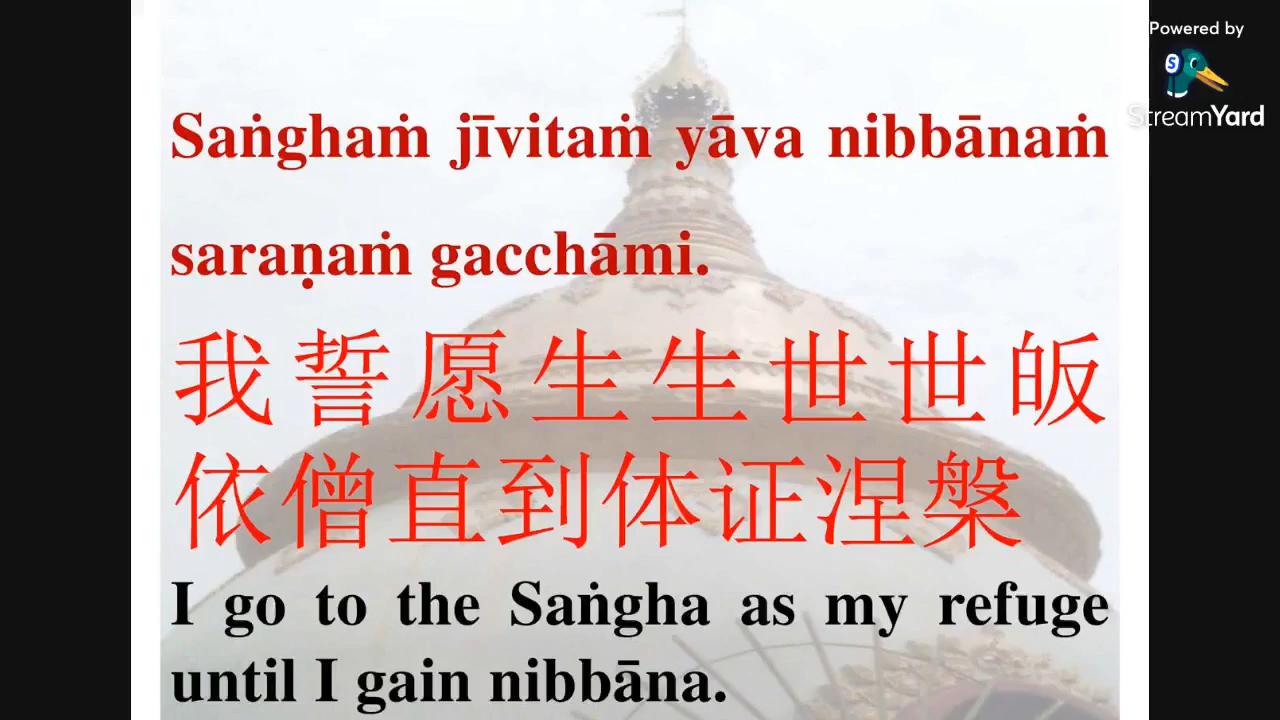 Saṅghaṁ jīvitaṁ yāva nibbānaṁ
saraṇaṁ gacchāmi.
我誓愿生生世世皈
依僧直到体证涅槃
I go to the Saṅgha as my refuge
until I gain nibbāna.
Powered by
StreamYard